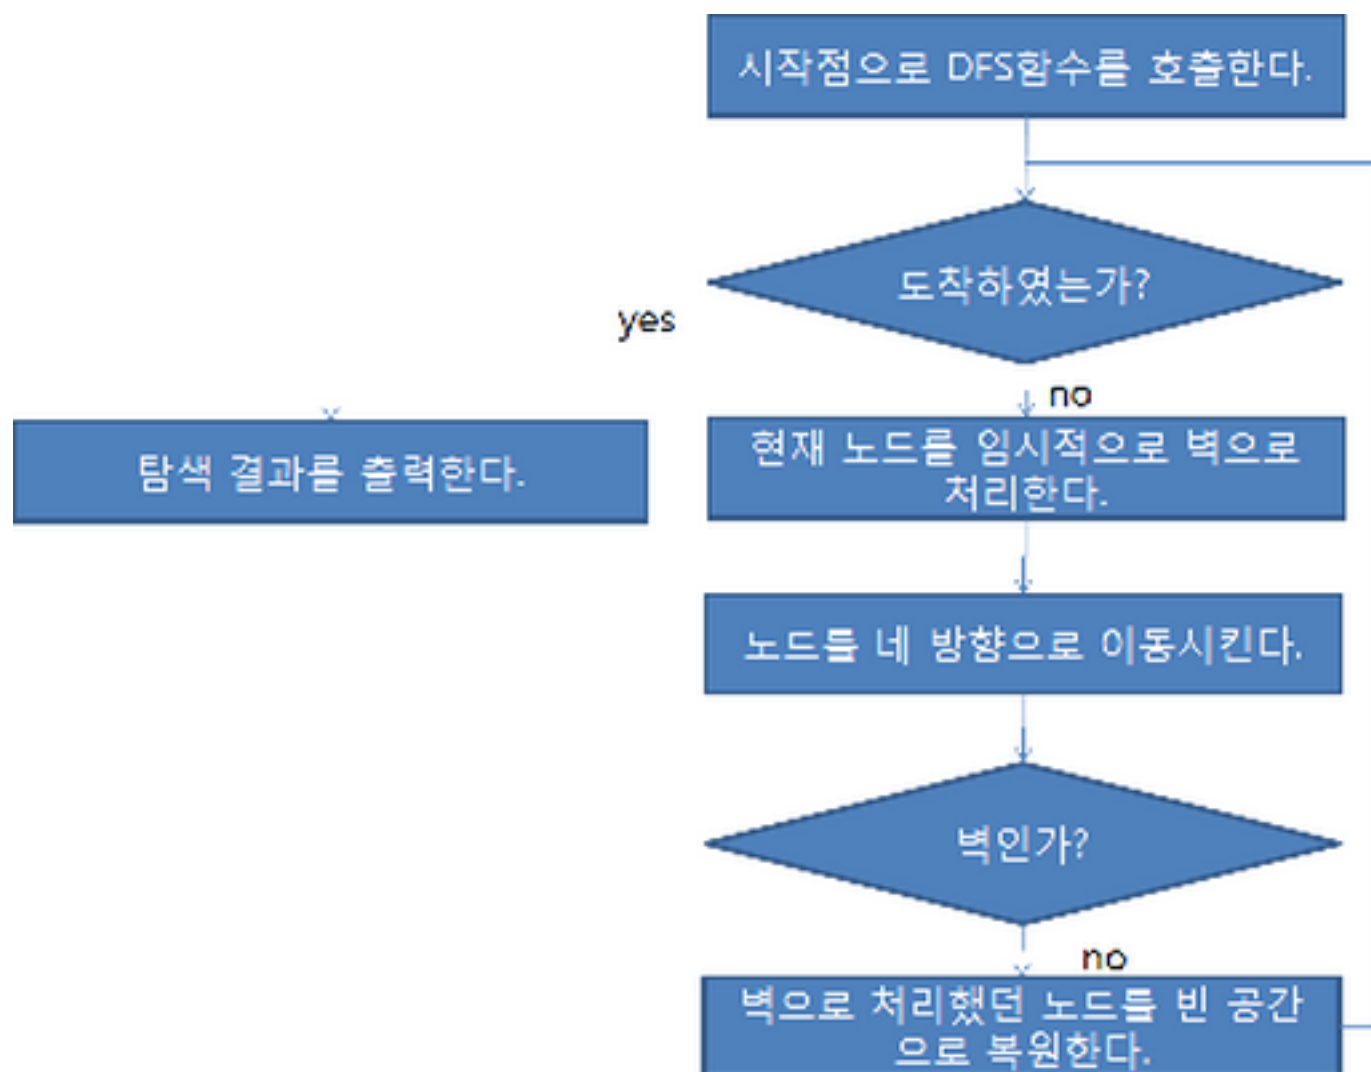 시작점으로 DFS함수를 호출한다.
도착하였는가?
yes
no
탐색 결과를 출력한다.
현재 노드를 임시적으로 벽으로
처리한다.
노드를 네 방향으로 이동시킨다.
벽인가?
no
벽으로 처리했던 노드를 빈 공간
으로 복원한다.